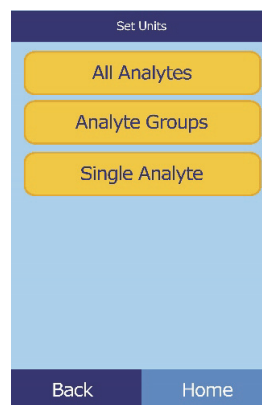 Set Units
All Analytes
Analyte Groups
Single Analyte
Back Home